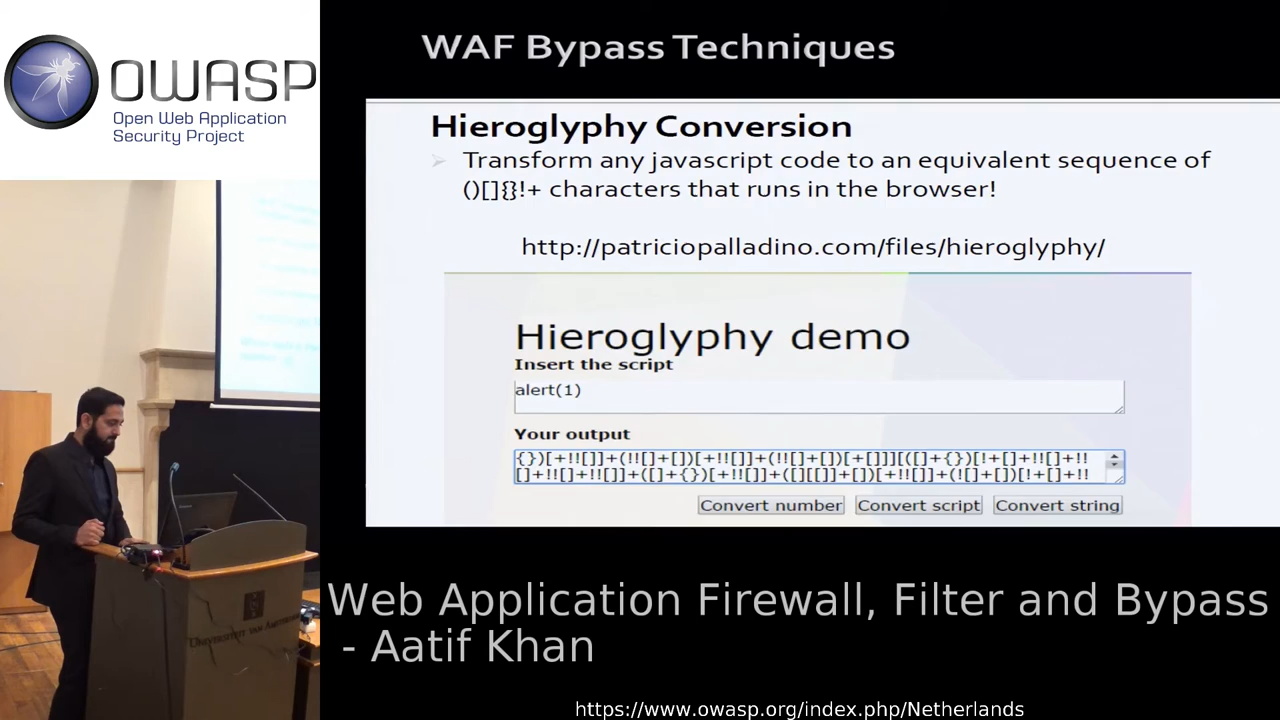 OWASP
Open Web Application
Security Project
WAF Bypass Techniques
Hieroglyphy Conversion
Transform any javascript code to an equivalent sequence of
()[]{}!+ characters that runs in the browser!
http://patriciopalladino.com/files/hieroglyphy/
Hieroglyphy demo
Insert the script
alert(1)
Your output
{})[+!![]]+(!![]+[])[+!![]]+(!![]+[])[+[]]][([]+{})[!+[]+!![]+!!
[]+!![]+!![]]+([]+{})[+!![]]+([][[]]+[])[+!![]]+(![]+[])[!+[]+!!
Convert number Convert script Convert string
Web Application Firewall, Filter and Bypass
- Aatif Khan
https://www.owasp.org/index.php/Netherlands